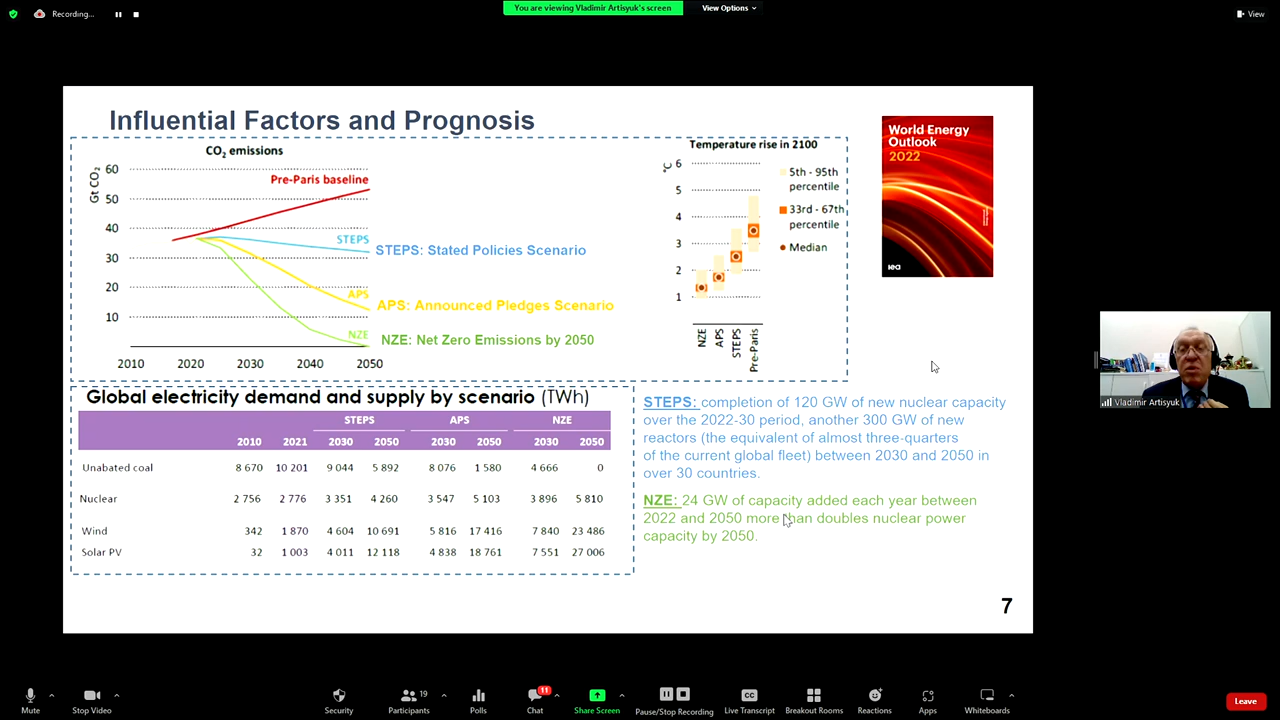 Recording...
You are viewing Vladimir Artisyuk's screen
View Options
View
Influential Factors and Prognosis
CO2 emissions
Gt CO2
60
50
40
30
20
10
2010 2020 2030 2040 2050
Pre-Paris baseline
STEPS
APS
NZE
STEPS: Stated Policies Scenario
APS: Announced Pledges Scenario
NZE: Net Zero Emissions by 2050
Temperature rise in 2100
°C
6
5
4
3
2
1
NZE
APS
STEPS
Pre-Paris
5th - 95th
percentile
33rd - 67th
percentile
Median
World Energy
Outlook
2022
iea
Global electricity demand and supply by scenario (TWh)
STEPS APS NZE
2010 2021 2030 2050 2030 2050 2030 2050
Unabated coal 8 670 10 201 9 044 5 892 8 076 1 580 4 666 0
Nuclear 2 756 2 776 3 351 4 260 3 547 5 103 3 896 5 810
Wind 342 1 870 4 604 10 691 5 816 17 416 7 840 23 486
Solar PV 32 1 003 4 011 12 118 4 838 18 761 7 551 27 006
STEPS: completion of 120 GW of new nuclear capacity
over the 2022-30 period, another 300 GW of new
reactors (the equivalent of almost three-quarters
of the current global fleet) between 2030 and 2050 in
over 30 countries.
NZE: 24 GW of capacity added each year between
2022 and 2050 more than doubles nuclear power
capacity by 2050.
7
Vladimir Artisyuk
Mute
Stop Video
Security
19
Participants
Polls
11
Chat
Share Screen
Pause/Stop Recording
CC
Live Transcript
Breakout Rooms
Reactions
Apps
Whiteboards
Leave